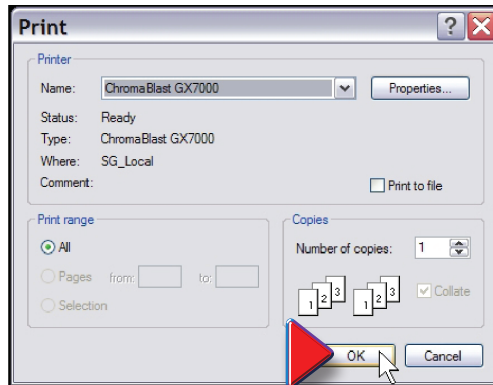 Print
Printer
Name: ChromaBlast GX7000 Properties...
Status: Ready
Type: ChromaBlast GX7000
Where: SG_Local
Comment: Print to file
Print range Copies
All Number of copies: 1
Pages from: to:
1 2 3 1 2 3 Collate
Selection
OK Cancel